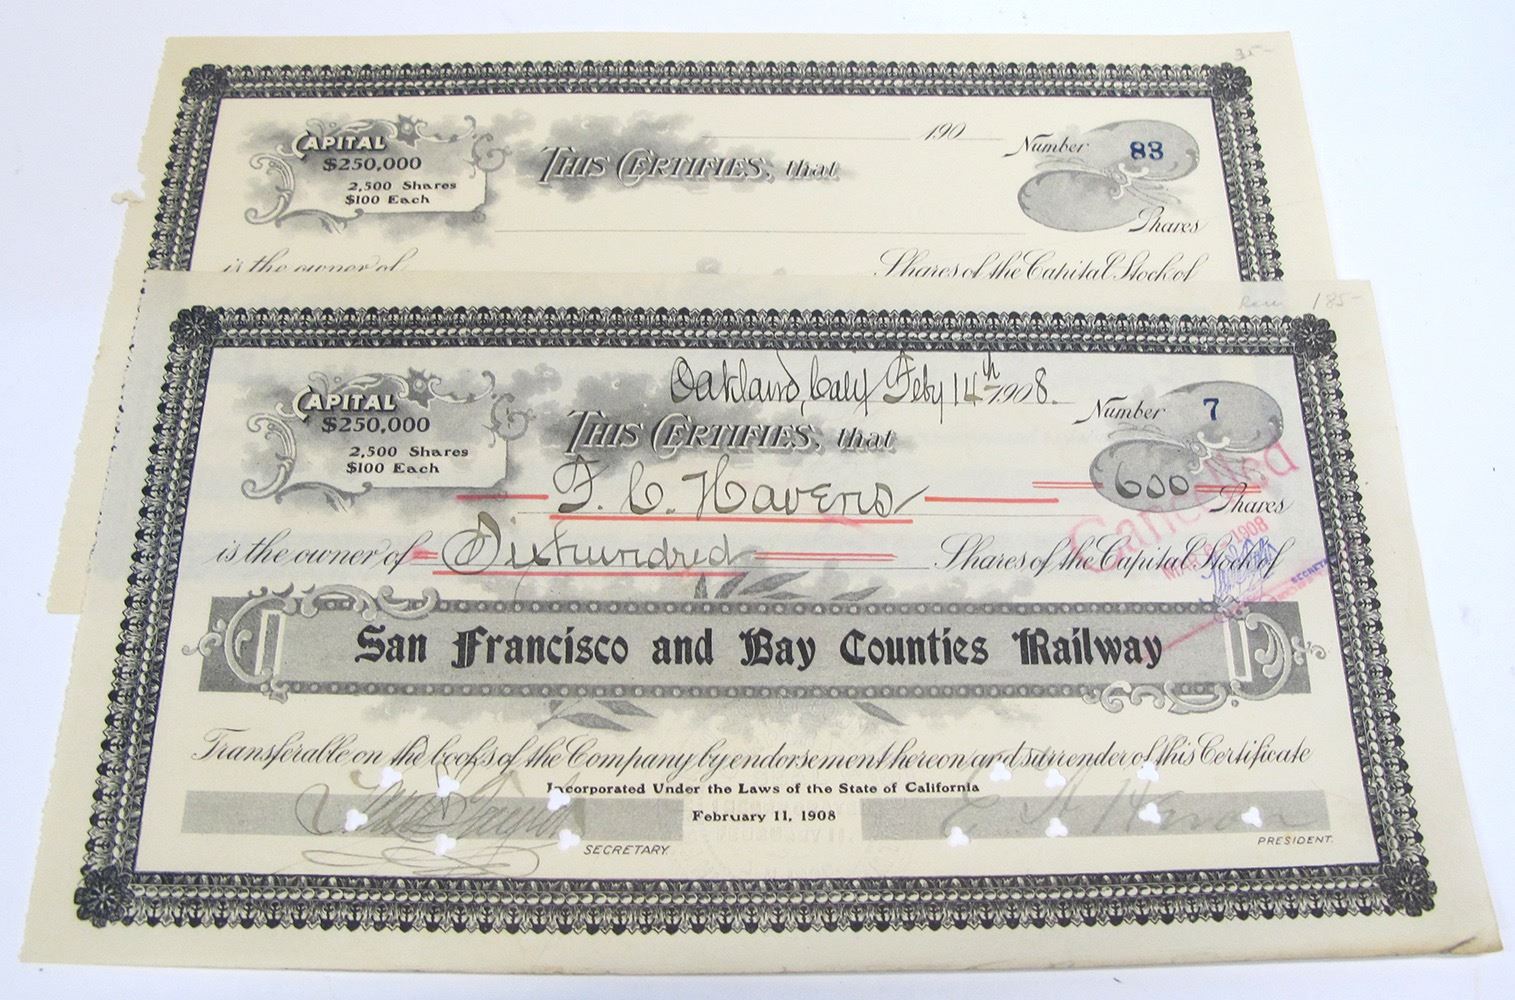 35-
190
CAPITAL
$250,000
2,500 Shares
$100 Each
THIS CERTIFIES, that
Number 83
Shares
is the owner of Shares of the Capital Stock of
185-
Oakland, Calif Feby 14th 1908.
CAPITAL
$250,000
2,500 Shares
$100 Each
THIS CERTIFIES, that
Number 7
F. C. Havens
600 Shares
Cancelled
is the owner of Six hundred Shares of the Capital Stock of
1908
San Francisco and Bay Counties Railway
Transferable on the books of the Company by endorsement hereon and surrender of this Certificate
Incorporated Under the Laws of the State of California
February 11, 1908
SECRETARY.
PRESIDENT.